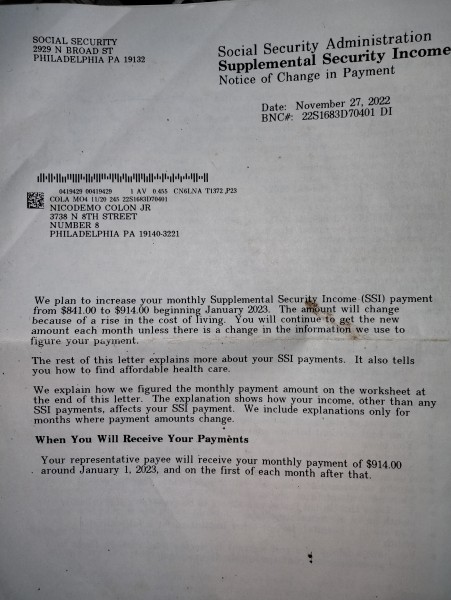 SOCIAL SECURITY
2929 N BROAD ST
PHILADELPHIA PA 19132
Social Security Administration
Supplemental Security Income
Notice of Change in Payment
Date: November 27, 2022
BNC#: 22S1683D70401 DI
0419429 00419429 1 AV 0.455 CN6LNA T1372 P23
COLA MO4 11/20 245 22S1683D70401
NICODEMO COLON JR
3738 N 8TH STREET
NUMBER 8
PHILADELPHIA PA 19140-3221
We plan to increase your monthly Supplemental Security Income (SSI) payment
from $841.00 to $914.00 beginning January 2023. The amount will change
because of a rise in the cost of living. You will continue to get the new
amount each month unless there is a change in the information we use to
figure your payment.
The rest of this letter explains more about your SSI payments. It also tells
you how to find affordable health care.
We explain how we figured the monthly payment amount on the worksheet at
the end of this letter. The explanation shows how your income, other than any
SSI payments, affects your SSI payment. We include explanations only for
months where payment amounts change.
When You Will Receive Your Payments
Your representative payee will receive your monthly payment of $914.00
around January 1, 2023, and on the first of each month after that.